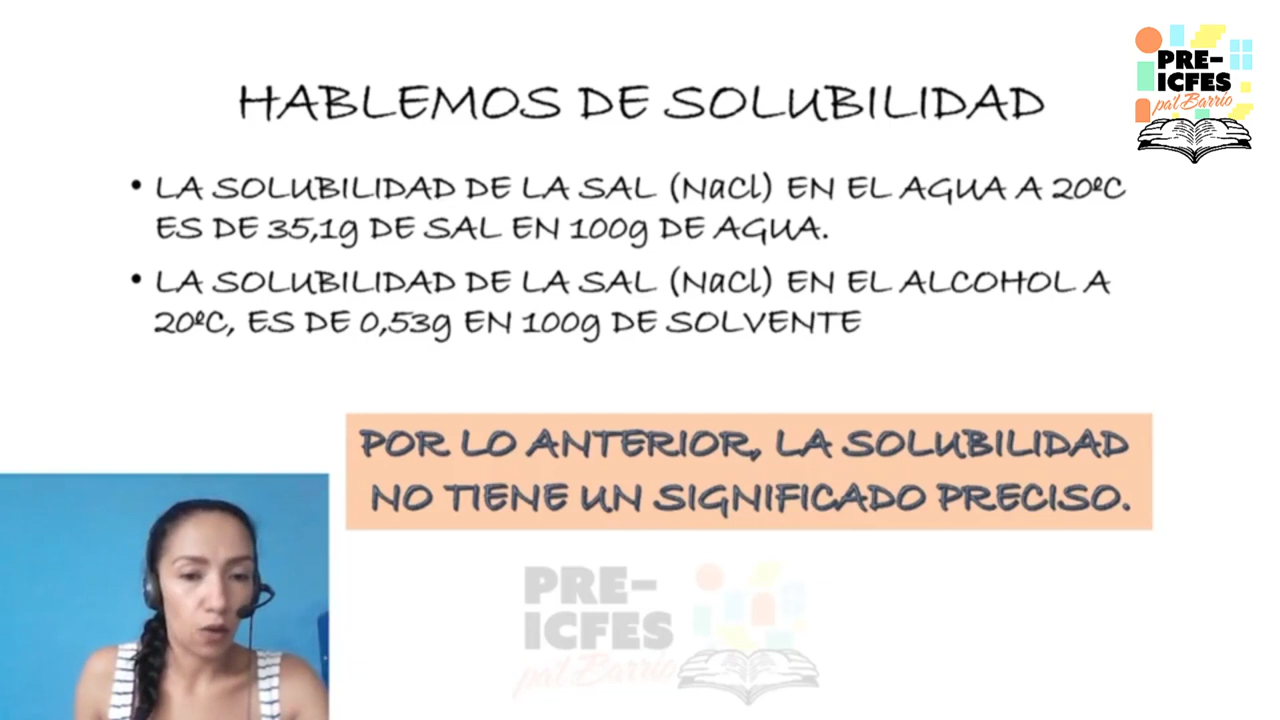 PRE-
ICFES
pa'l Barrio
HABLEMOS DE SOLUBILIDAD
• LA SOLUBILIDAD DE LA SAL (NaCl) EN EL AGUA A 20ºC
ES DE 35,1g DE SAL EN 100g DE AGUA.
• LA SOLUBILIDAD DE LA SAL (NaCl) EN EL ALCOHOL A
20ºC, ES DE 0,53g EN 100g DE SOLVENTE
POR LO ANTERIOR, LA SOLUBILIDAD
NO TIENE UN SIGNIFICADO PRECISO.
PRE-
ICFES
pa'l Barrio